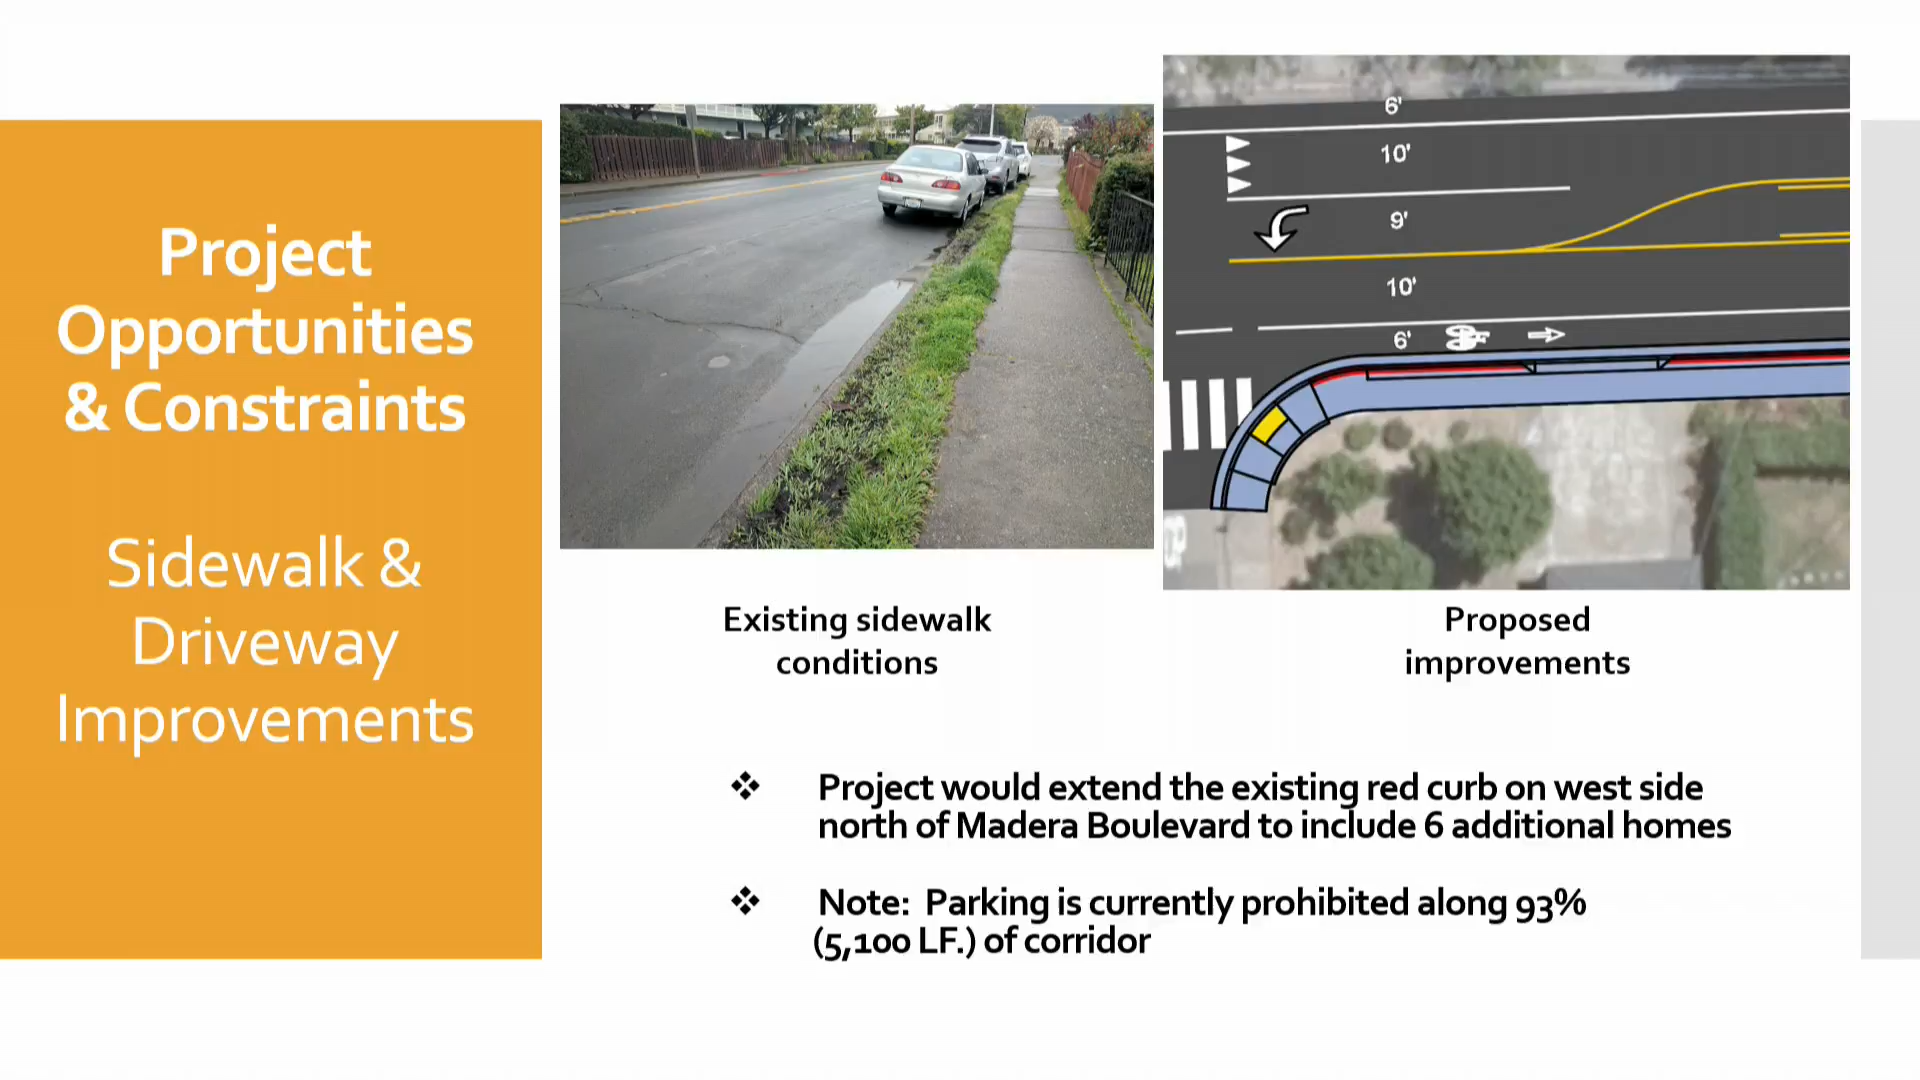 Project
Opportunities
& Constraints
Sidewalk &
Driveway
Improvements
6'
10'
9'
10'
6'
Existing sidewalk
conditions
Proposed
improvements
❖ Project would extend the existing red curb on west side
north of Madera Boulevard to include 6 additional homes
❖ Note: Parking is currently prohibited along 93%
(5,100 LF.) of corridor